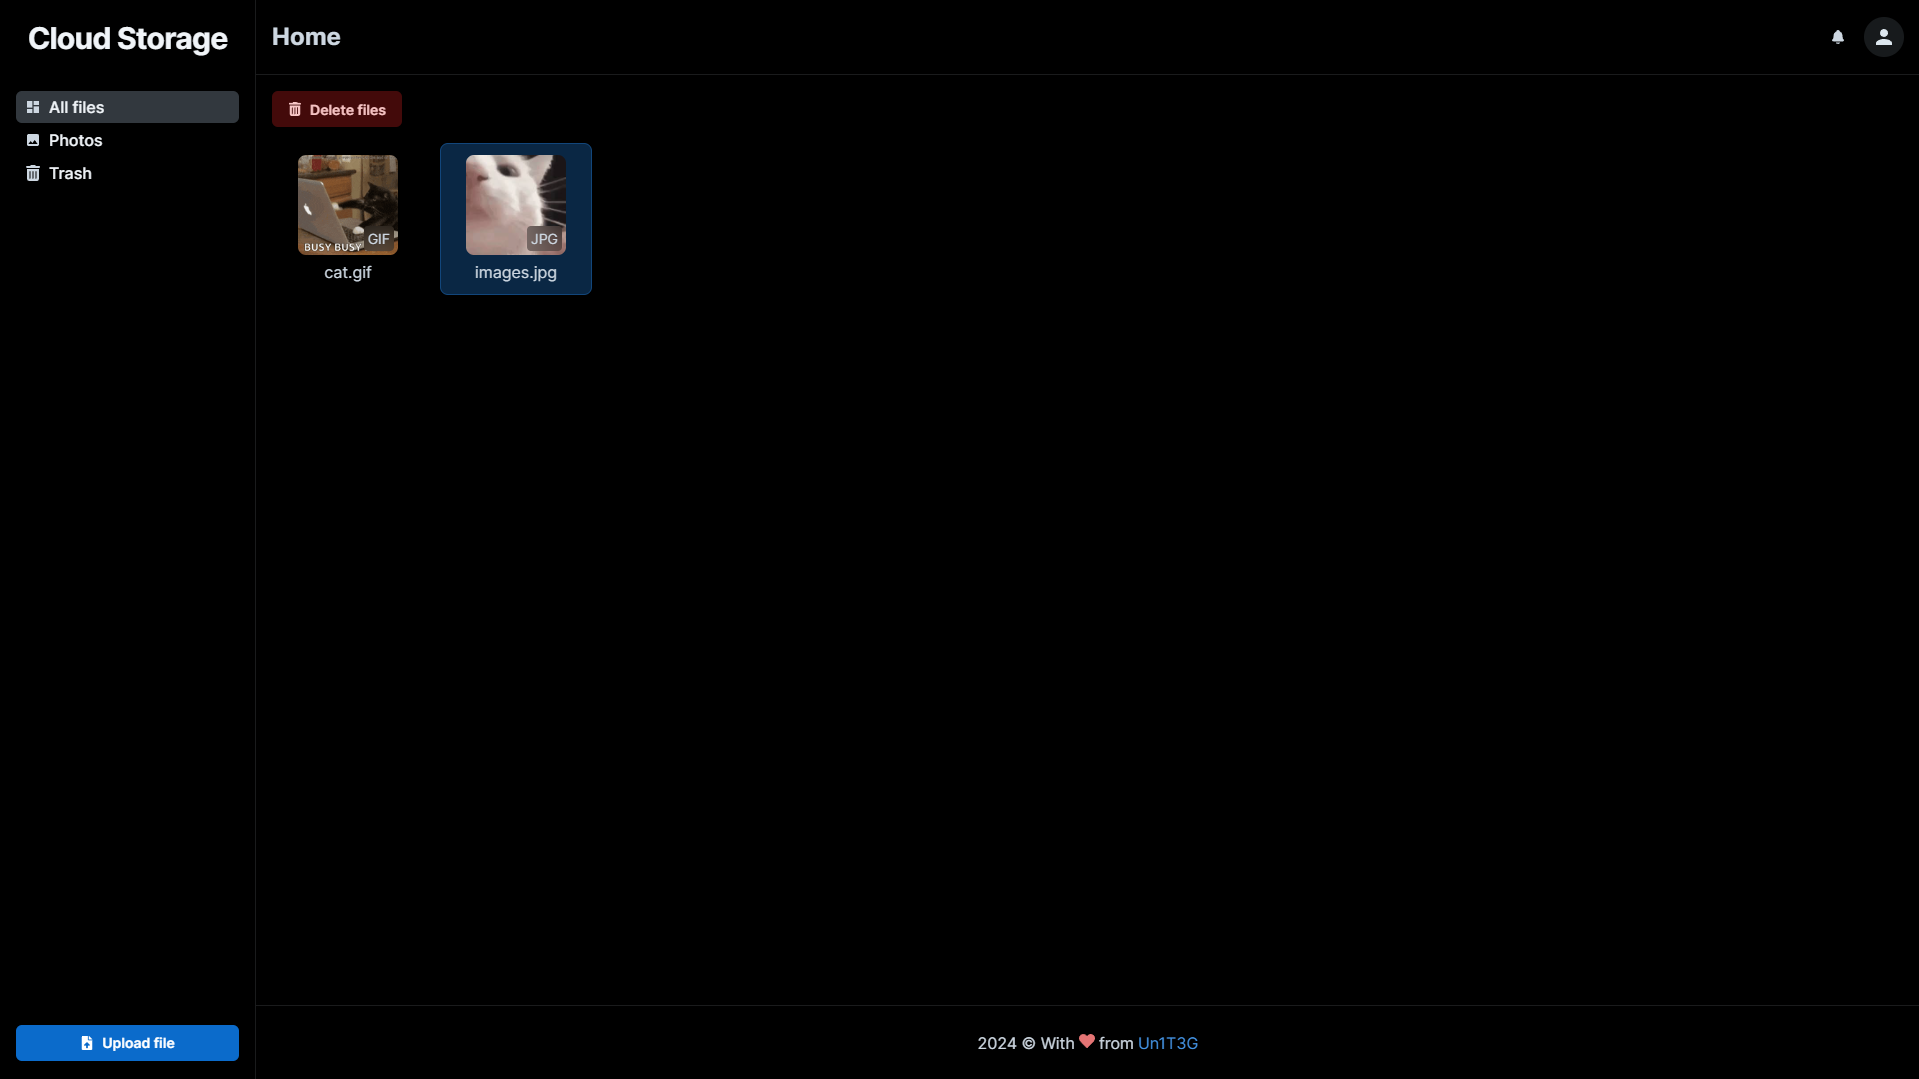 Cloud Storage
Home
All files
Photos
Trash
Delete files
BUSY BUSY
GIF
cat.gif
JPG
images.jpg
Upload file
2024 © With ❤ from Un1T3G